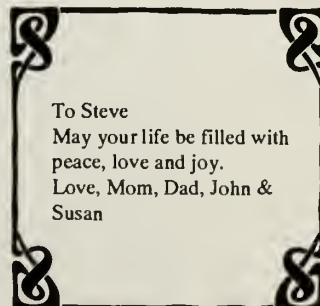 To Steve
May your life be filled with
peace, love and joy.
Love, Mom, Dad, John &
Susan